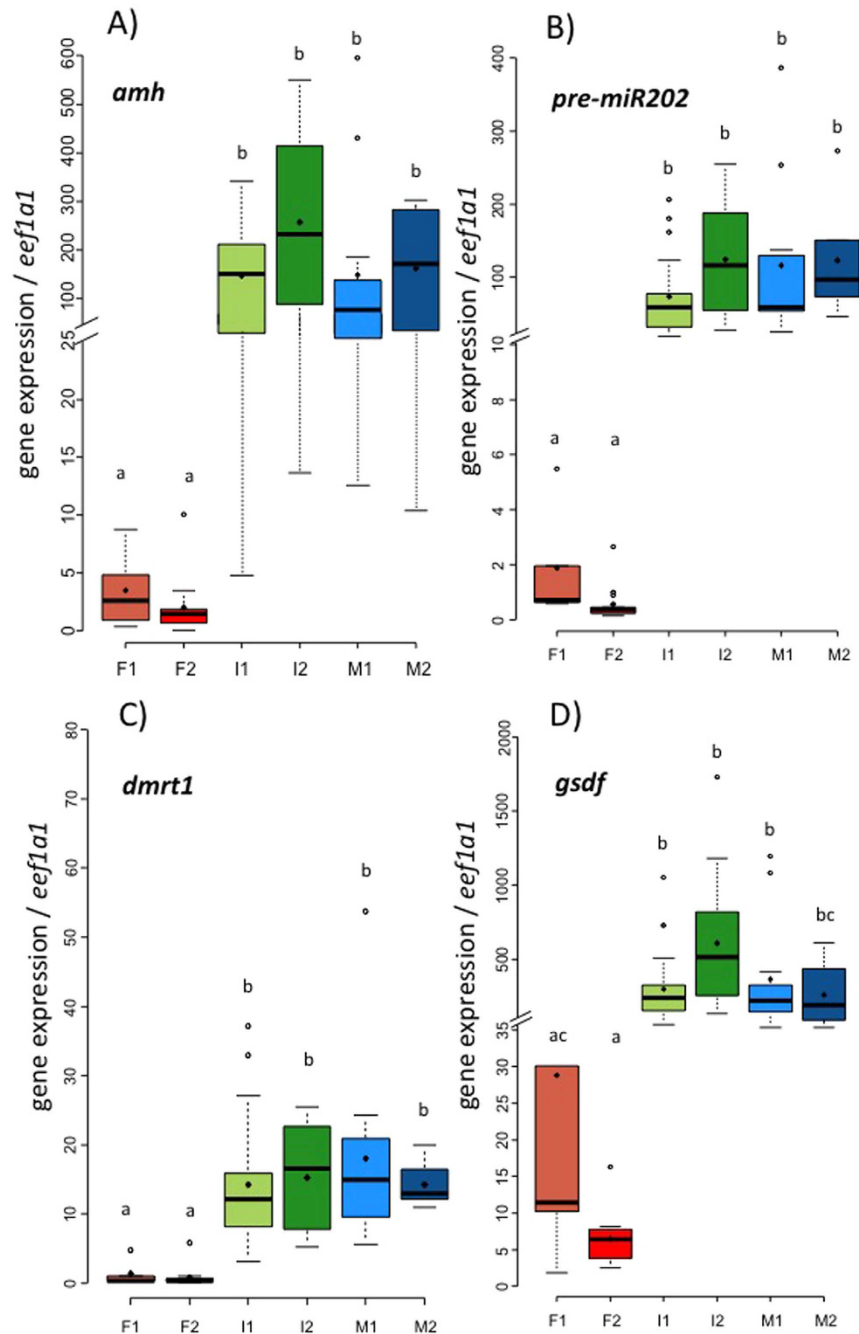 A)
amh
gene expression / eef1a1
600
500
400
300
200
100
25
20
15
10
5
0
a
a
b
b
b
b
F1
F2
I1
I2
M1
M2
B)
pre-miR202
gene expression / eef1a1
400
300
200
100
10
8
6
4
2
0
a
a
b
b
b
b
F1
F2
I1
I2
M1
M2
C)
dmrt1
gene expression / eef1a1
80
70
60
50
40
30
20
10
0
a
a
b
b
b
b
F1
F2
I1
I2
M1
M2
D)
gsdf
gene expression / eef1a1
2000
1500
1000
500
35
30
25
20
15
10
5
0
ac
a
b
b
b
bc
F1
F2
I1
I2
M1
M2